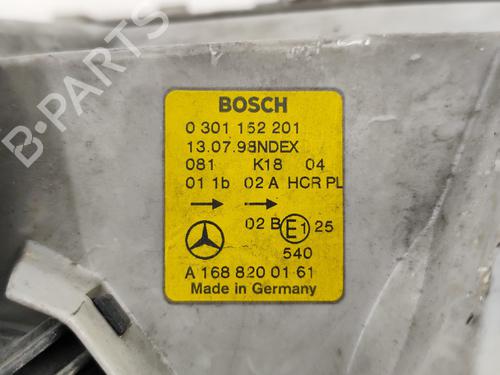 BOSCH
0 301 152 201
13.07.98INDEX
081 K18 04
01 1b 02 A HCR PL
02 B E1 25
540
A 168 820 01 61
Made in Germany
B-PARTS